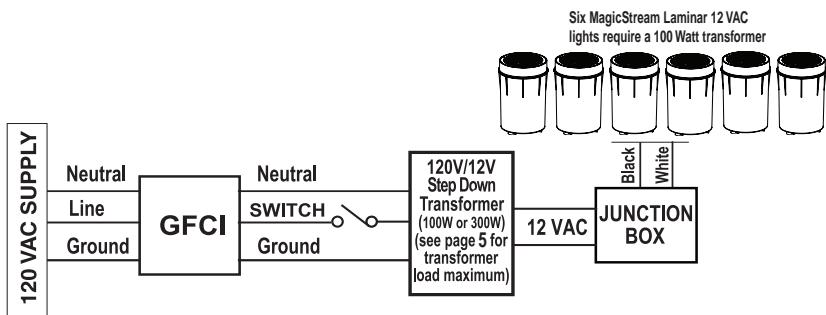 Six MagicStream Laminar 12 VAC
lights require a 100 Watt transformer
120 VAC SUPPLY
Neutral
Line
Ground
GFCI
Neutral
SWITCH
Ground
120V/12V
Step Down
Transformer
(100W or 300W)
(see page 5 for
transformer
load maximum)
12 VAC
Black
White
JUNCTION
BOX